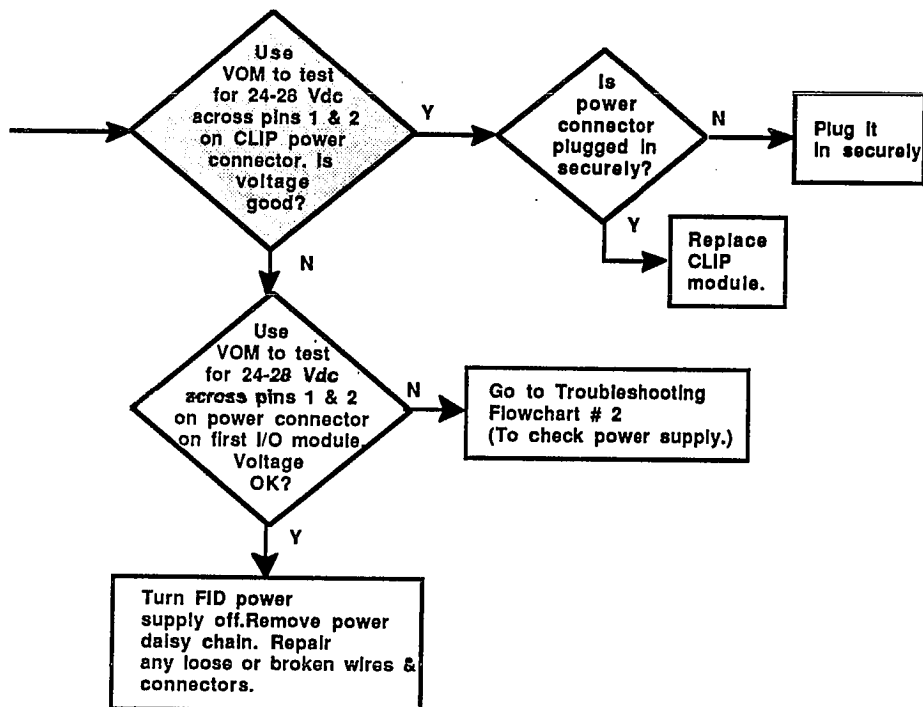 Use
VOM to test
for 24-28 Vdc
across pins 1 & 2
on CLIP power
connector. Is
voltage
good?
Y
Is
power
connector
plugged in
securely?
N
Plug it
in securely
Y
Replace
CLIP
module.
N
Use
VOM to test
for 24-28 Vdc
across pins 1 & 2
on power connector
on first I/O module.
Voltage
OK?
N
Go to Troubleshooting
Flowchart # 2
(To check power supply.)
Y
Turn FID power
supply off.Remove power
daisy chain. Repair
any loose or broken wires &
connectors.